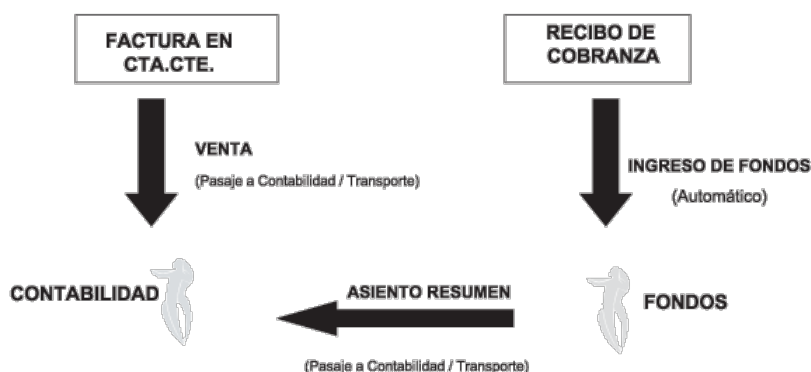 FACTURA EN
CTA.CTE.
RECIBO DE
COBRANZA
VENTA
(Pasaje a Contabilidad / Transporte)
INGRESO DE FONDOS
(Automático)
CONTABILIDAD
ASIENTO RESUMEN
FONDOS
(Pasaje a Contabilidad / Transporte)